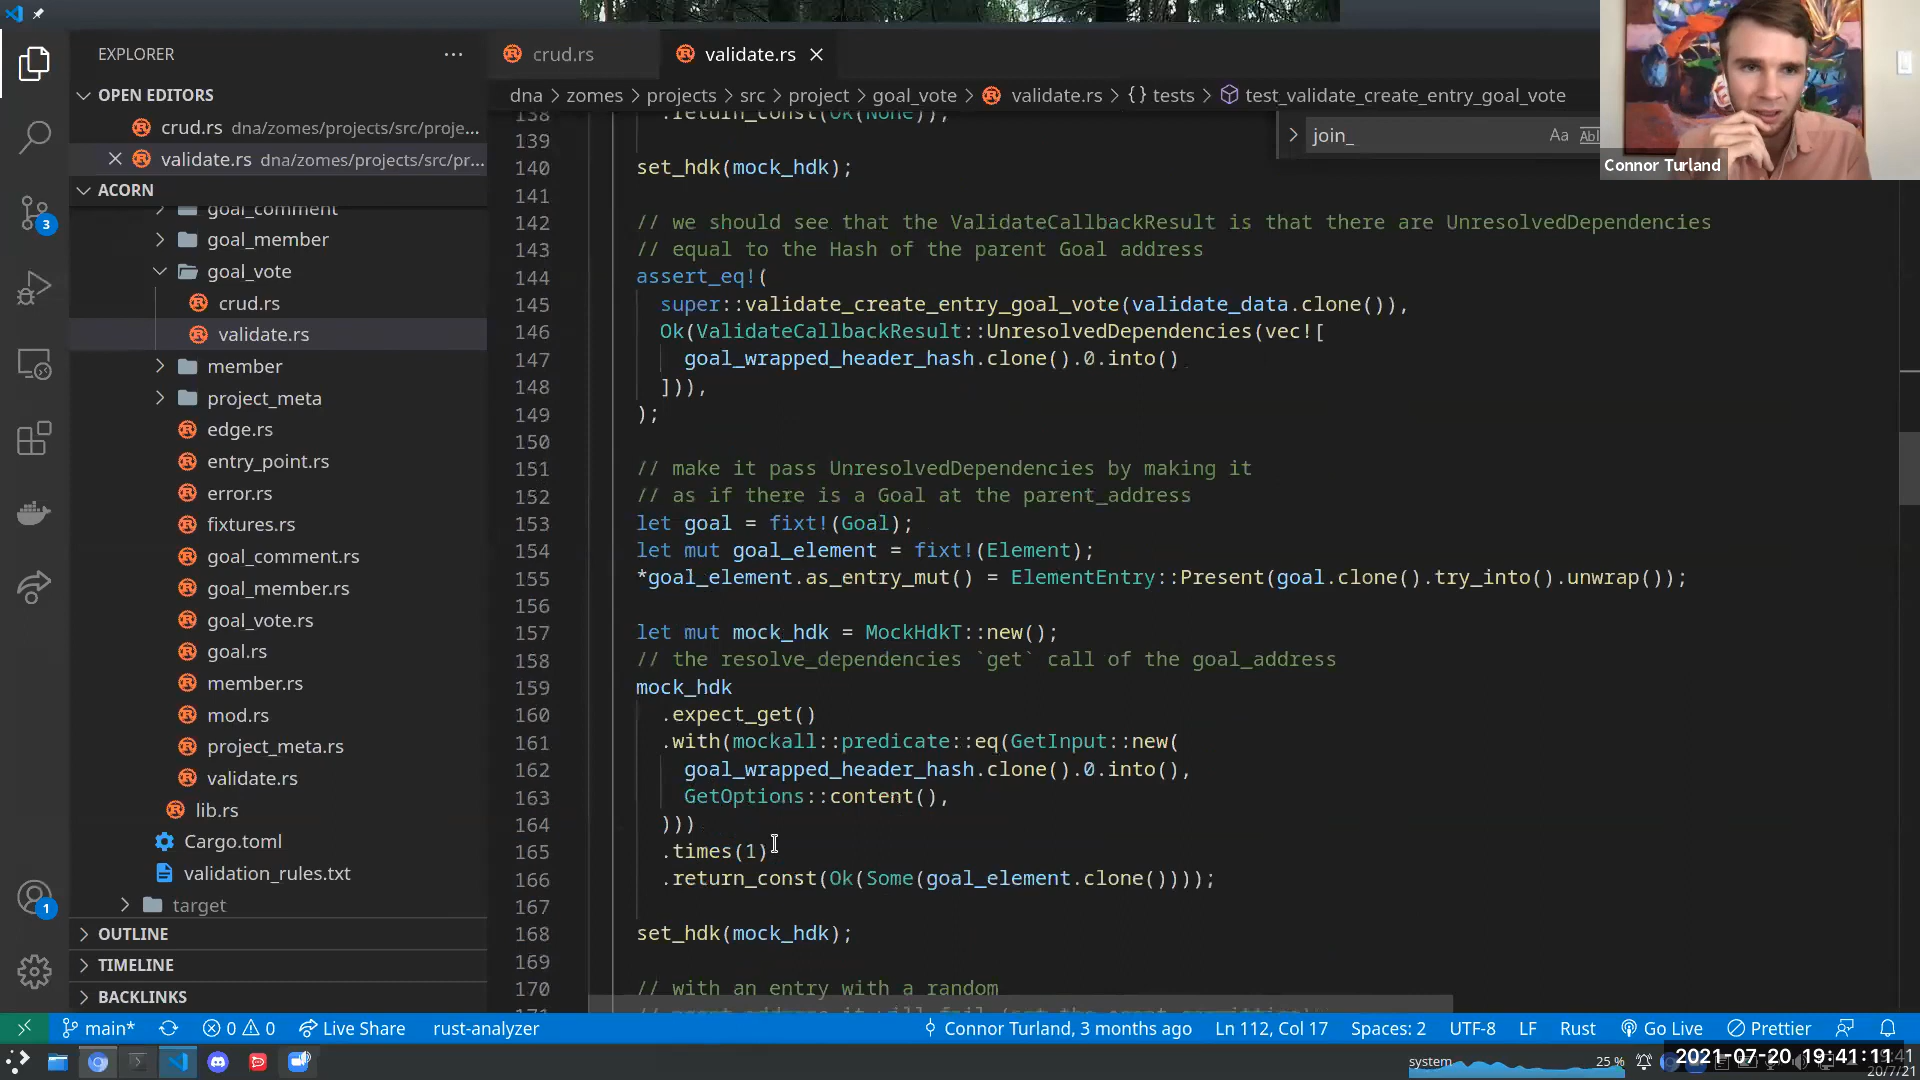 EXPLORER
crud.rs
validate.rs
OPEN EDITORS
dna > zomes > projects > src > project > goal_vote > validate.rs > {} tests > test_validate_create_entry_goal_vote
crud.rs dna/zomes/projects/src/proje...
validate.rs dna/zomes/projects/src/pr...
ACORN
goal_comment
goal_member
goal_vote
crud.rs
validate.rs
member
project_meta
edge.rs
entry_point.rs
error.rs
fixtures.rs
goal_comment.rs
goal_member.rs
goal_vote.rs
goal.rs
member.rs
mod.rs
project_meta.rs
validate.rs
lib.rs
Cargo.toml
validation_rules.txt
target
OUTLINE
TIMELINE
BACKLINKS
3
1
join_
Aa
Connor Turland
138 .return_const(Ok(None));
139
140 set_hdk(mock_hdk);
141
142 // we should see that the ValidateCallbackResult is that there are UnresolvedDependencies
143 // equal to the Hash of the parent Goal address
144 assert_eq!(
145 super::validate_create_entry_goal_vote(validate_data.clone()),
146 Ok(ValidateCallbackResult::UnresolvedDependencies(vec![
147 goal_wrapped_header_hash.clone().0.into()
148 ])),
149 );
150
151 // make it pass UnresolvedDependencies by making it
152 // as if there is a Goal at the parent_address
153 let goal = fixt!(Goal);
154 let mut goal_element = fixt!(Element);
155 *goal_element.as_entry_mut() = ElementEntry::Present(goal.clone().try_into().unwrap());
156
157 let mut mock_hdk = MockHdkT::new();
158 // the resolve_dependencies `get` call of the goal_address
159 mock_hdk
160 .expect_get()
161 .with(mockall::predicate::eq(GetInput::new(
162 goal_wrapped_header_hash.clone().0.into(),
163 GetOptions::content(),
164 )))
165 .times(1)
166 .return_const(Ok(Some(goal_element.clone())));
167
168 set_hdk(mock_hdk);
169
170 // with an entry with a random
main* 0 0 Live Share rust-analyzer Connor Turland, 3 months ago Ln 112, Col 17 Spaces: 2 UTF-8 LF Rust Go Live Prettier
system 25 % 2021-07-20 19:41:11
20/7/21